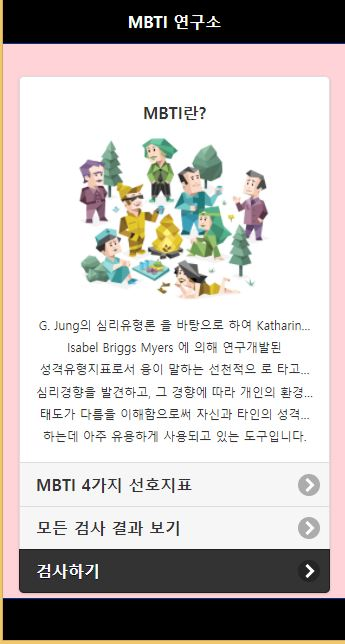 MBTI 연구소
MBTI란?
G. Jung의 심리유형론 을 바탕으로 하여 Katharin...
Isabel Briggs Myers 에 의해 연구개발된
성격유형지표로서 융이 말하는 선천적으 로 타고...
심리경향을 발견하고, 그 경향에 따라 개인의 환경...
태도가 다름을 이해함으로써 자신과 타인의 성격...
하는데 아주 유용하게 사용되고 있는 도구입니다.
MBTI 4가지 선호지표
모든 검사 결과 보기
검사하기